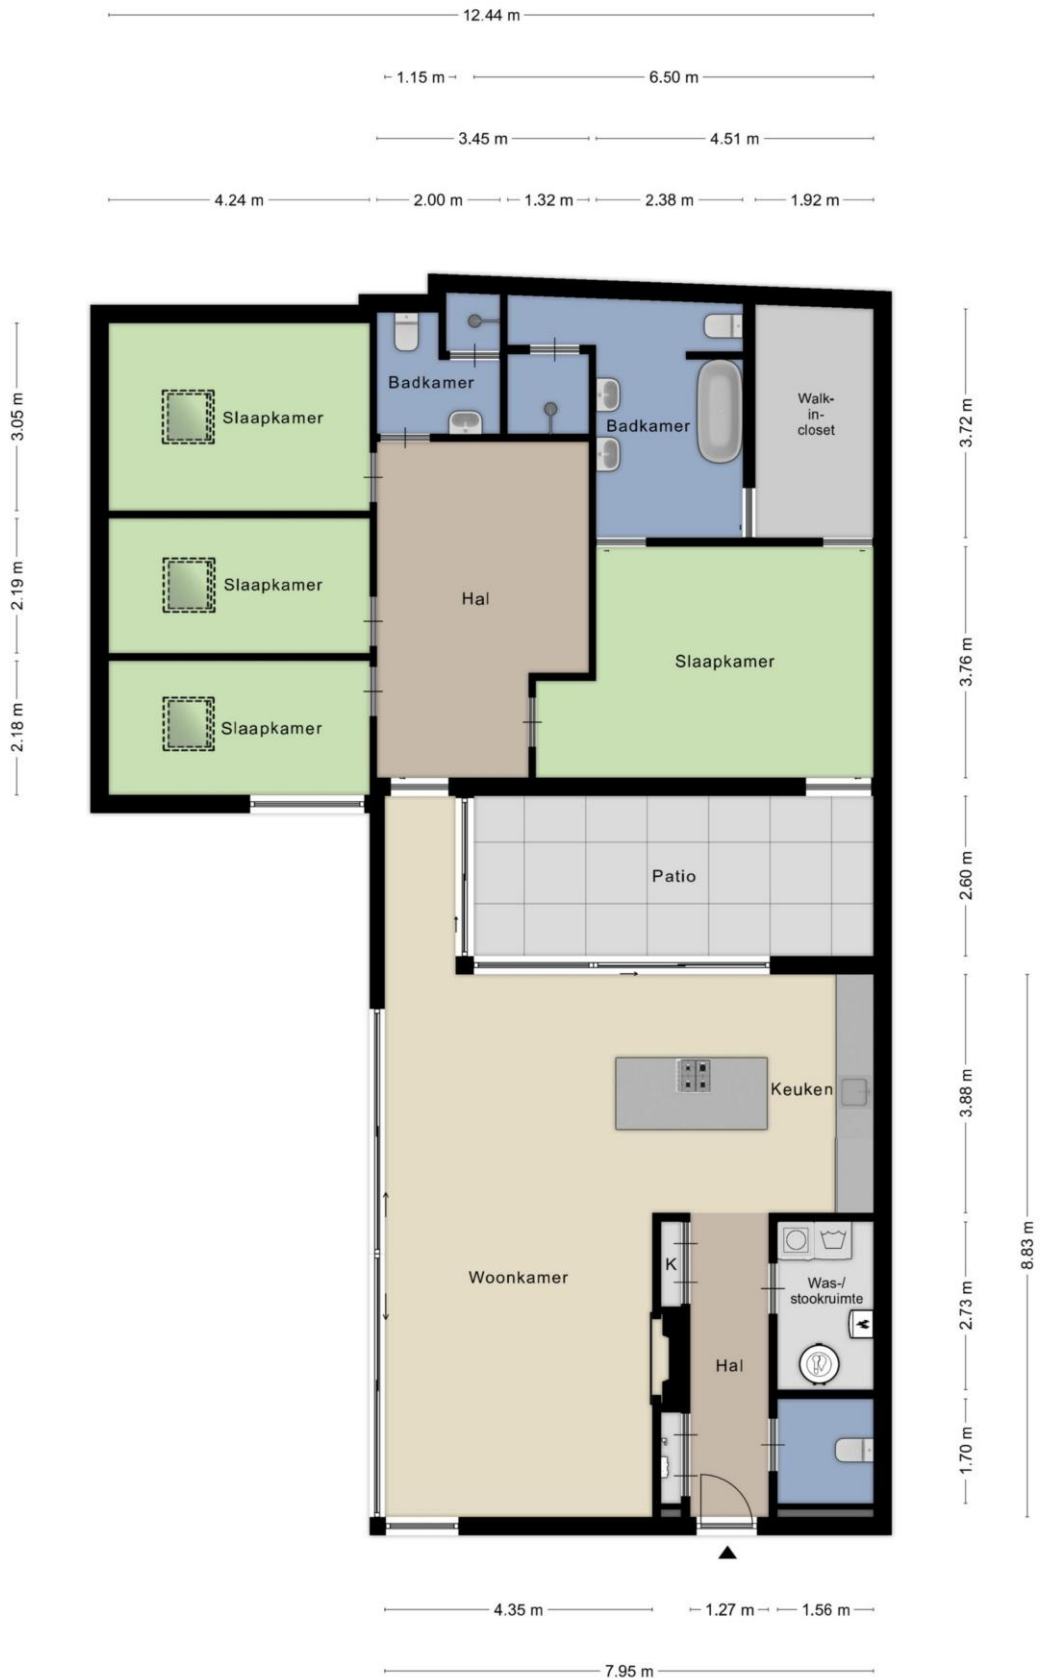 12.44 m
1.15 m
6.50 m
3.45 m
4.51 m
4.24 m
2.00 m
1.32 m
2.38 m
1.92 m
3.05 m
2.19 m
2.18 m
Slaapkamer
Slaapkamer
Slaapkamer
Badkamer
Badkamer
Walk-
in-
closet
Hal
Slaapkamer
3.72 m
3.76 m
2.60 m
3.88 m
2.73 m
1.70 m
8.83 m
Patio
Keuken
Woonkamer
K
Was-/
stookruimte
Hal
4.35 m
1.27 m
1.56 m
7.95 m